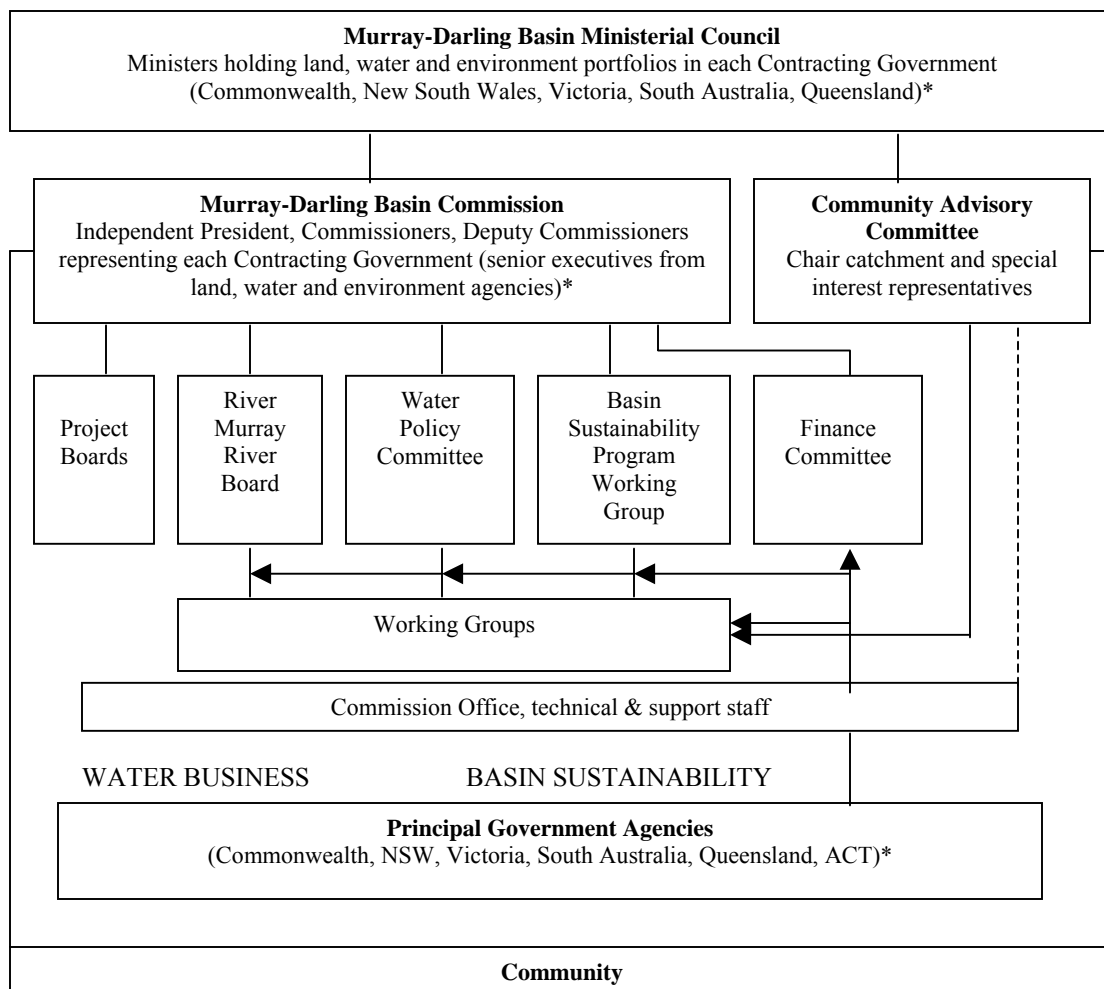 Murray-Darling Basin Ministerial Council
Ministers holding land, water and environment portfolios in each Contracting Government
(Commonwealth, New South Wales, Victoria, South Australia, Queensland)*
Murray-Darling Basin Commission
Independent President, Commissioners, Deputy Commissioners
representing each Contracting Government (senior executives from
land, water and environment agencies)*
Community Advisory
Committee
Chair catchment and special
interest representatives
Project
Boards
River
Murray
River
Board
Water
Policy
Committee
Basin
Sustainability
Program
Working
Group
Finance
Committee
Working Groups
Commission Office, technical & support staff
WATER BUSINESS
BASIN SUSTAINABILITY
Principal Government Agencies
(Commonwealth, NSW, Victoria, South Australia, Queensland, ACT)*
Community